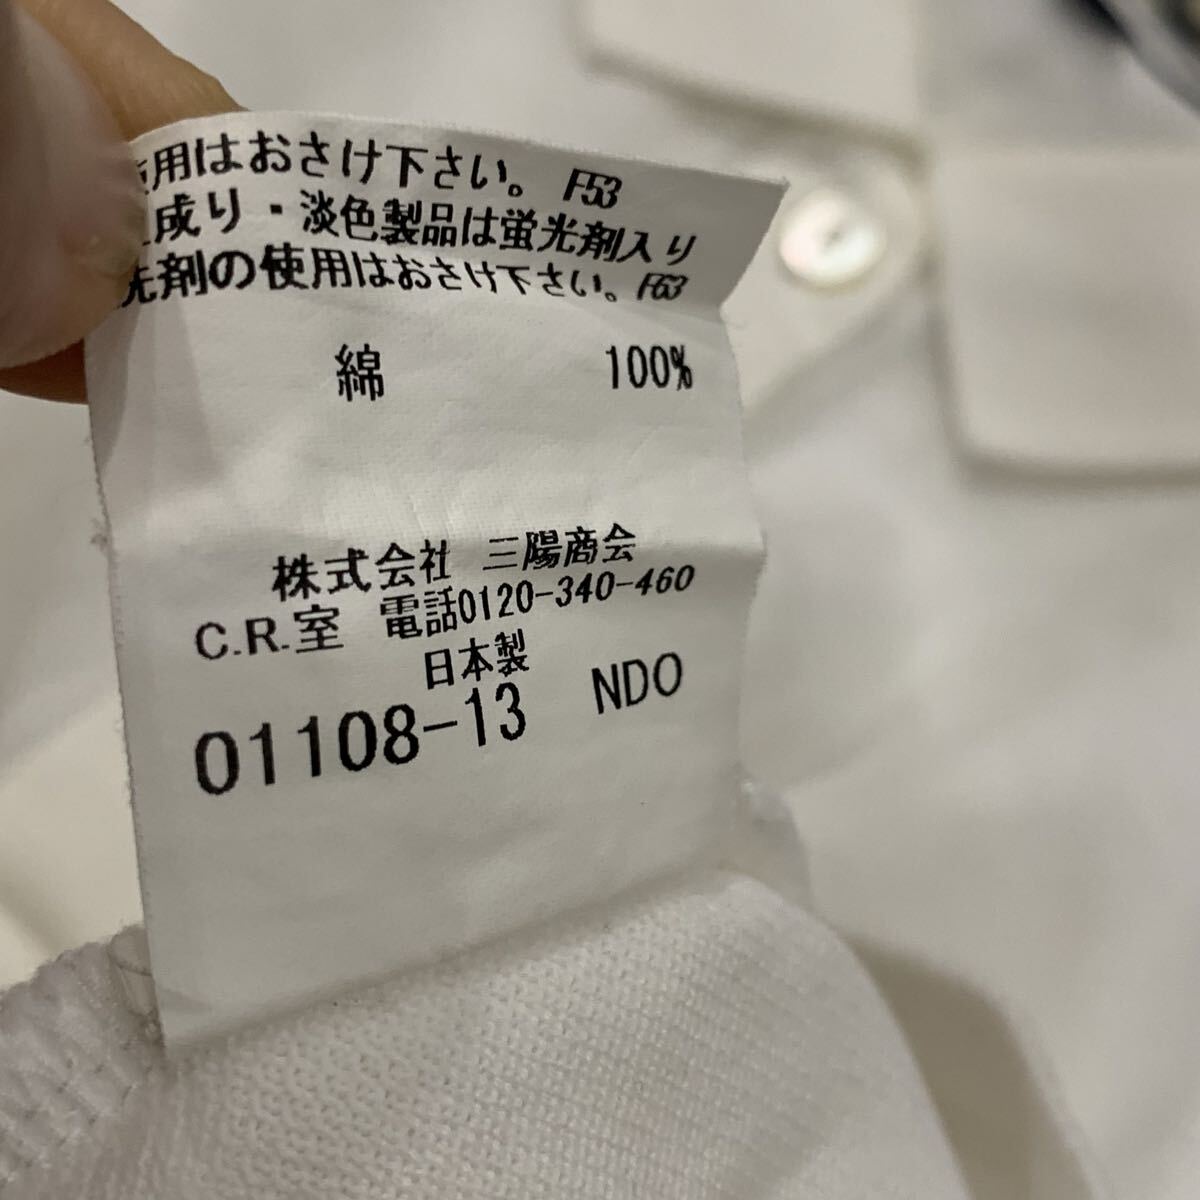 用はおさけ下さい。 F53
成り・淡色製品は蛍光剤入り
洗剤の使用はおさけ下さい。F63
綿 100%
株式会社 三陽商会
C.R.室 電話0120-340-460
日本製
01108-13 NDO